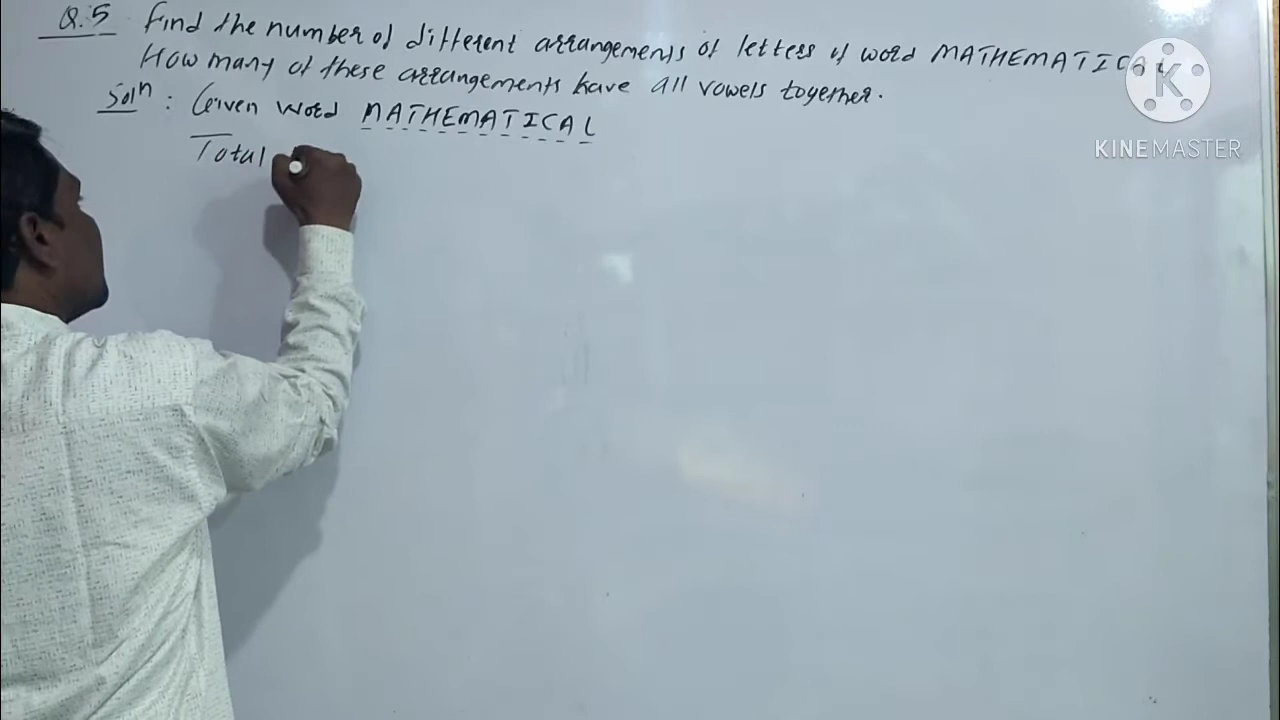 Q.5 Find the number of different arrangements of letters of word MATHEMATICAL
How many of these arrangements have all vowels together.
Solⁿ : Given word MATHEMATICAL
Total
K
KINEMASTER